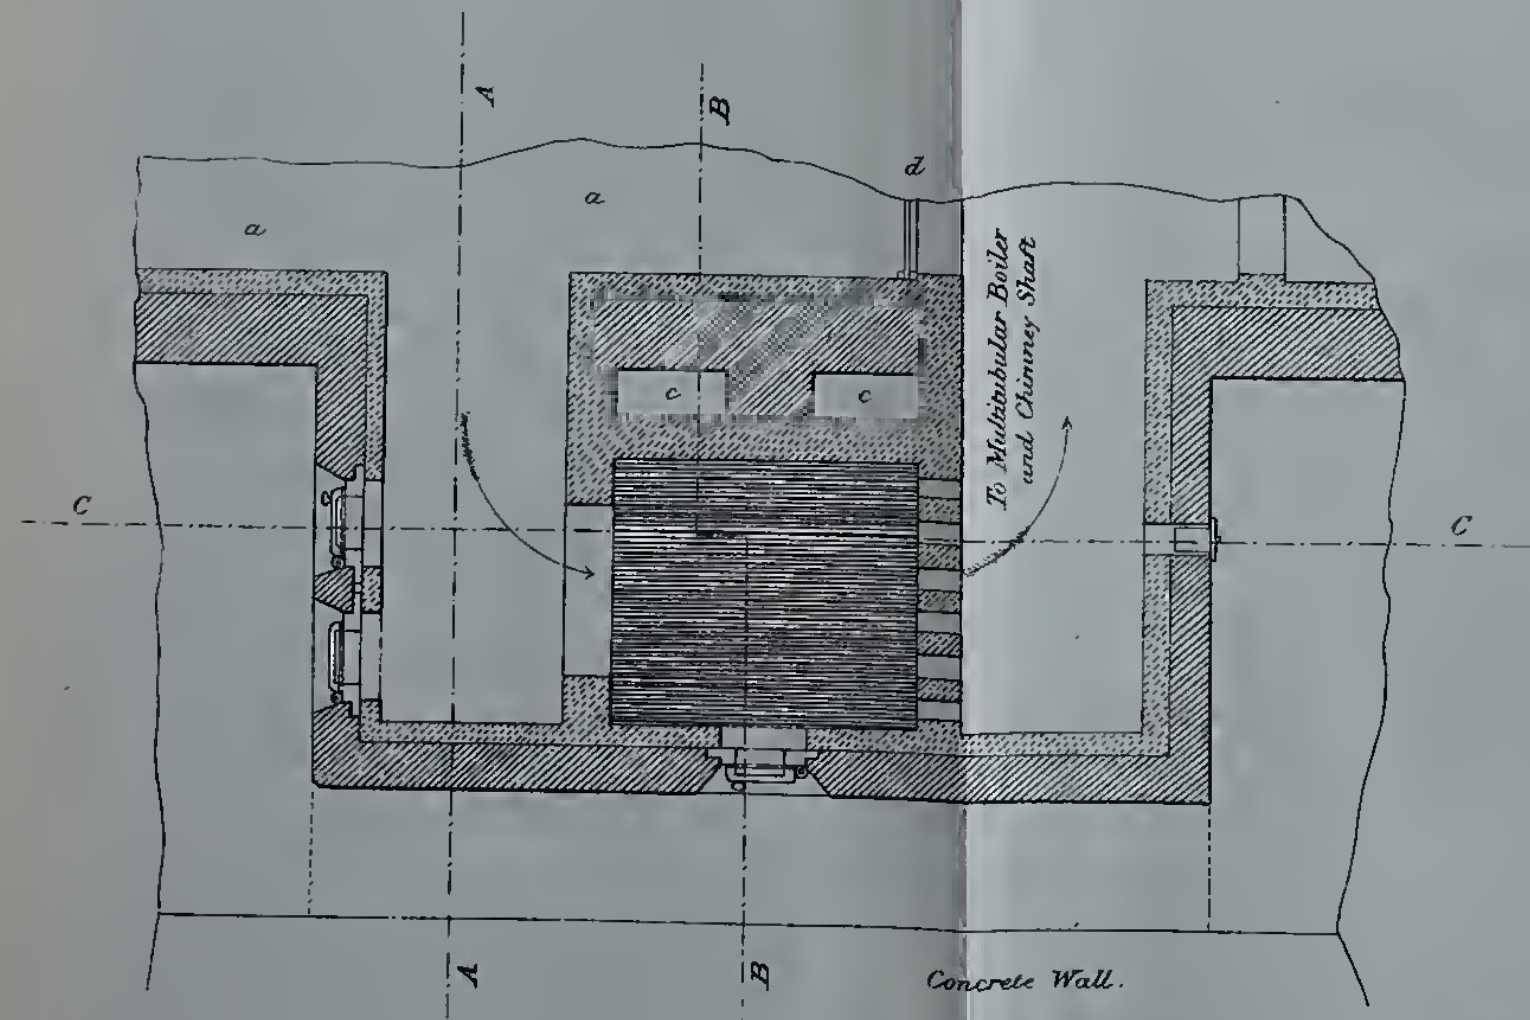 A
B
d
a
a
To Multitubular Boiler
and Chimney Shaft
c
c
C
C
A
B
Concrete Wall.